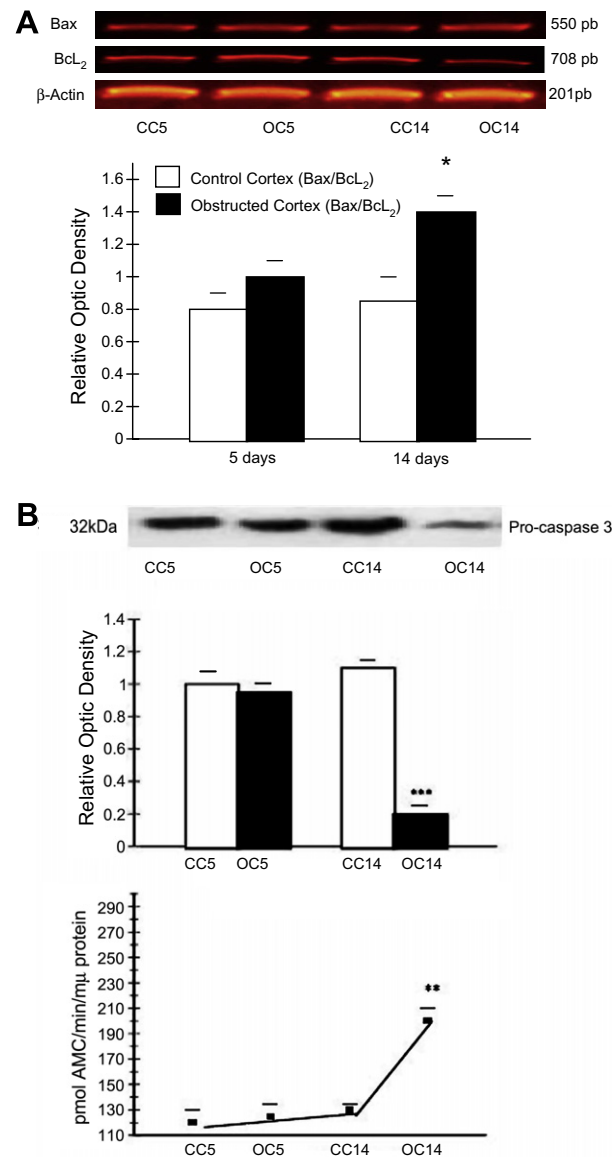 A
Bax 550 pb
BcL2 708 pb
β-Actin 201pb
CC5 OC5 CC14 OC14
*
Control Cortex (Bax/BcL2)
Obstructed Cortex (Bax/BcL2)
Relative Optic Density
1.6
1.4
1.2
1
0.8
0.6
0.4
0.2
0
5 days 14 days
B
32kDa Pro-caspase 3
CC5 OC5 CC14 OC14
Relative Optic Density
1.4
1.2
1
0.8
0.6
0.4
0.2
0
***
CC5 OC5 CC14 OC14
pmol AMC/min/mμ protein
290
270
250
230
210
190
170
150
130
110
**
CC5 OC5 CC14 OC14